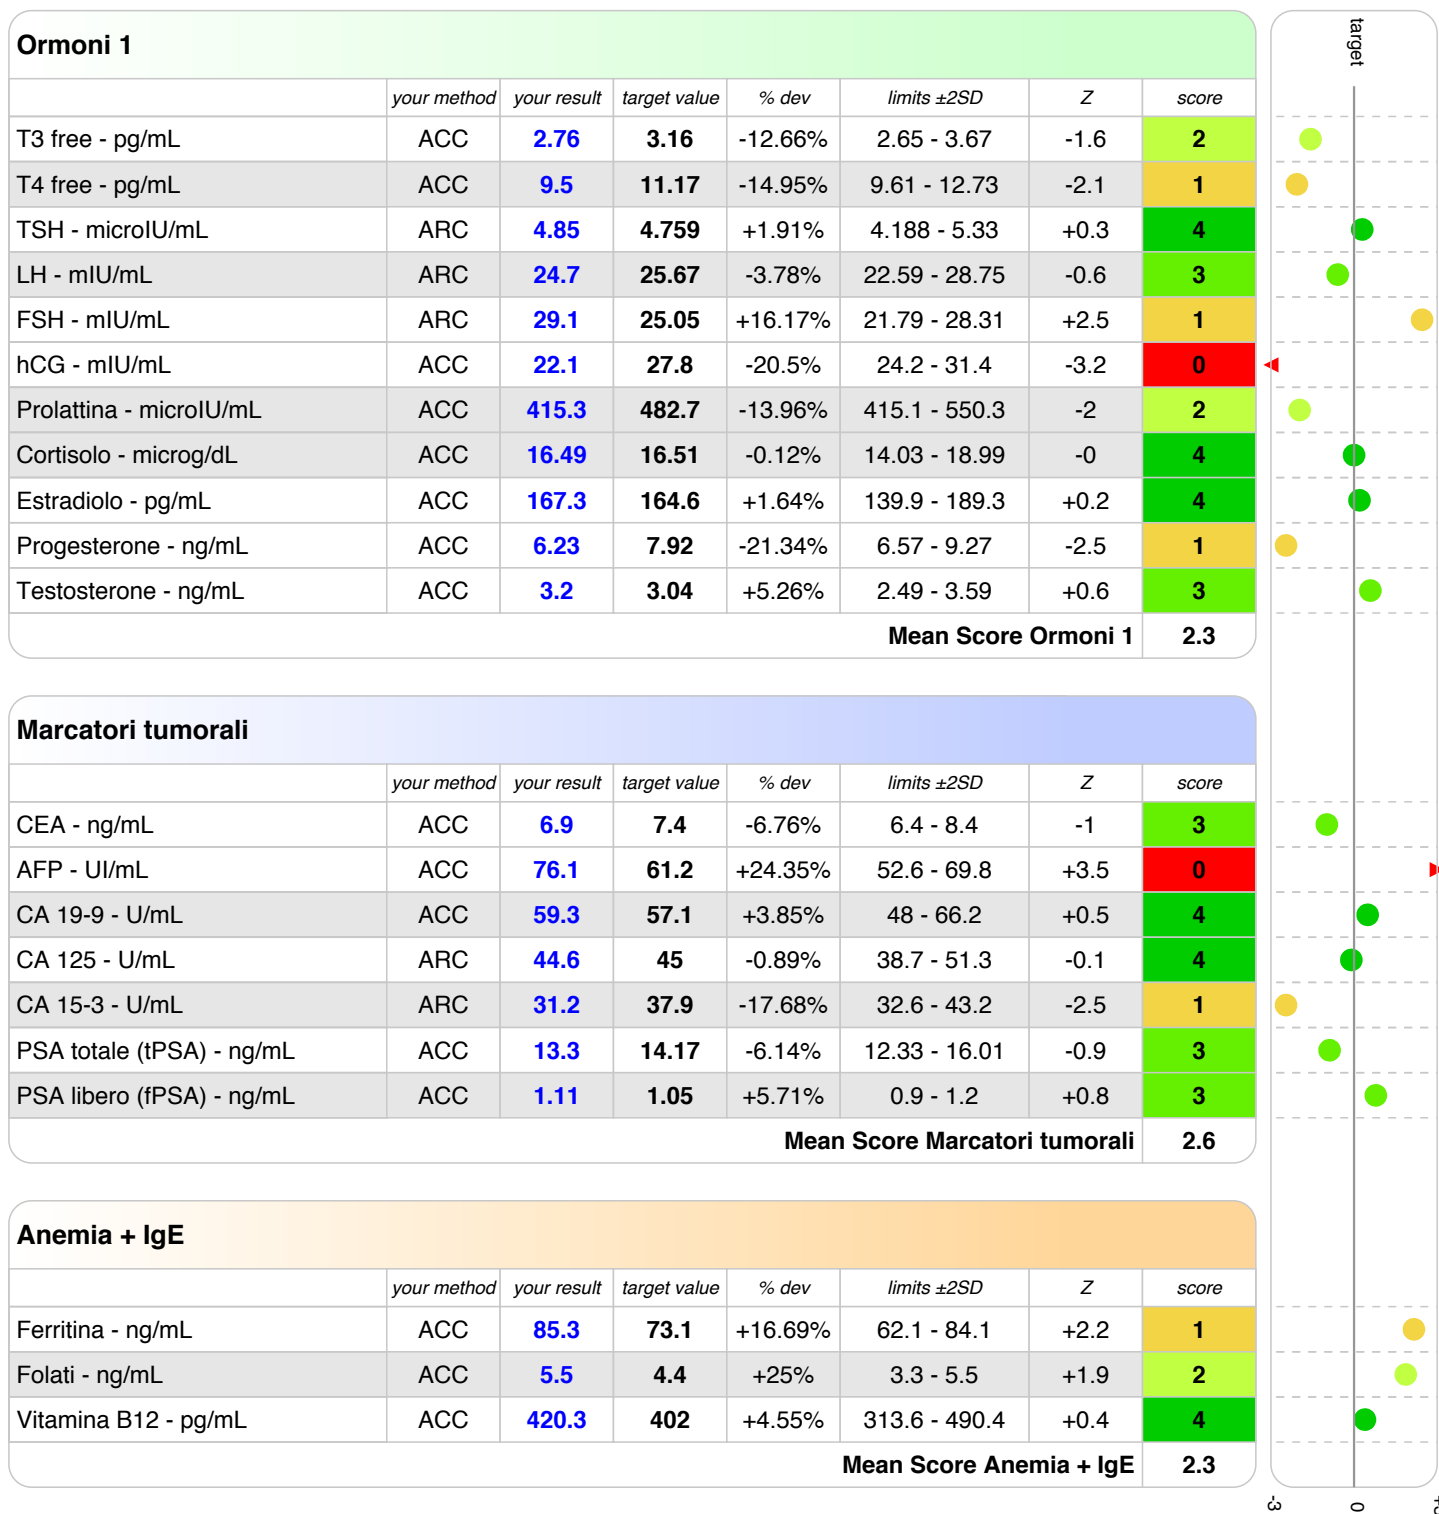 Ormoni 1
your method your result target value % dev limits ±2SD Z score
T3 free - pg/mL ACC 2.76 3.16 -12.66% 2.65 - 3.67 -1.6 2
T4 free - pg/mL ACC 9.5 11.17 -14.95% 9.61 - 12.73 -2.1 1
TSH - microIU/mL ARC 4.85 4.759 +1.91% 4.188 - 5.33 +0.3 4
LH - mIU/mL ARC 24.7 25.67 -3.78% 22.59 - 28.75 -0.6 3
FSH - mIU/mL ARC 29.1 25.05 +16.17% 21.79 - 28.31 +2.5 1
hCG - mIU/mL ACC 22.1 27.8 -20.5% 24.2 - 31.4 -3.2 0
Prolattina - microIU/mL ACC 415.3 482.7 -13.96% 415.1 - 550.3 -2 2
Cortisolo - microg/dL ACC 16.49 16.51 -0.12% 14.03 - 18.99 -0 4
Estradiolo - pg/mL ACC 167.3 164.6 +1.64% 139.9 - 189.3 +0.2 4
Progesterone - ng/mL ACC 6.23 7.92 -21.34% 6.57 - 9.27 -2.5 1
Testosterone - ng/mL ACC 3.2 3.04 +5.26% 2.49 - 3.59 +0.6 3
Mean Score Ormoni 1 2.3
Marcatori tumorali
your method your result target value % dev limits ±2SD Z score
CEA - ng/mL ACC 6.9 7.4 -6.76% 6.4 - 8.4 -1 3
AFP - UI/mL ACC 76.1 61.2 +24.35% 52.6 - 69.8 +3.5 0
CA 19-9 - U/mL ACC 59.3 57.1 +3.85% 48 - 66.2 +0.5 4
CA 125 - U/mL ARC 44.6 45 -0.89% 38.7 - 51.3 -0.1 4
CA 15-3 - U/mL ARC 31.2 37.9 -17.68% 32.6 - 43.2 -2.5 1
PSA totale (tPSA) - ng/mL ACC 13.3 14.17 -6.14% 12.33 - 16.01 -0.9 3
PSA libero (fPSA) - ng/mL ACC 1.11 1.05 +5.71% 0.9 - 1.2 +0.8 3
Mean Score Marcatori tumorali 2.6
Anemia + IgE
your method your result target value % dev limits ±2SD Z score
Ferritina - ng/mL ACC 85.3 73.1 +16.69% 62.1 - 84.1 +2.2 1
Folati - ng/mL ACC 5.5 4.4 +25% 3.3 - 5.5 +1.9 2
Vitamina B12 - pg/mL ACC 420.3 402 +4.55% 313.6 - 490.4 +0.4 4
Mean Score Anemia + IgE 2.3
target
-3 0